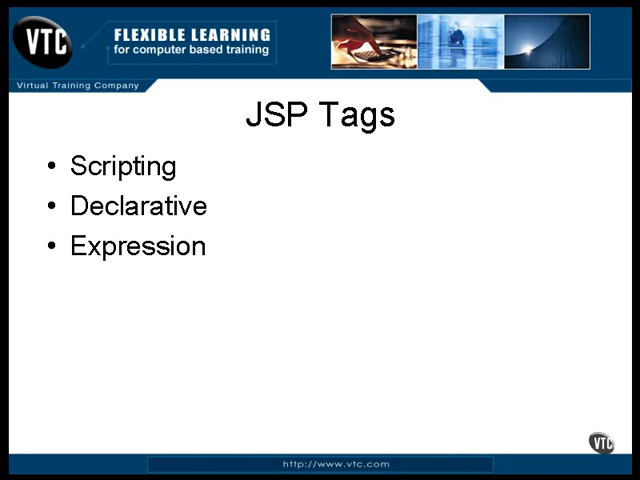 VTC
FLEXIBLE LEARNING
for computer based training
Virtual Training Company
JSP Tags
• Scripting
• Declarative
• Expression
VTC
http://www.vtc.com